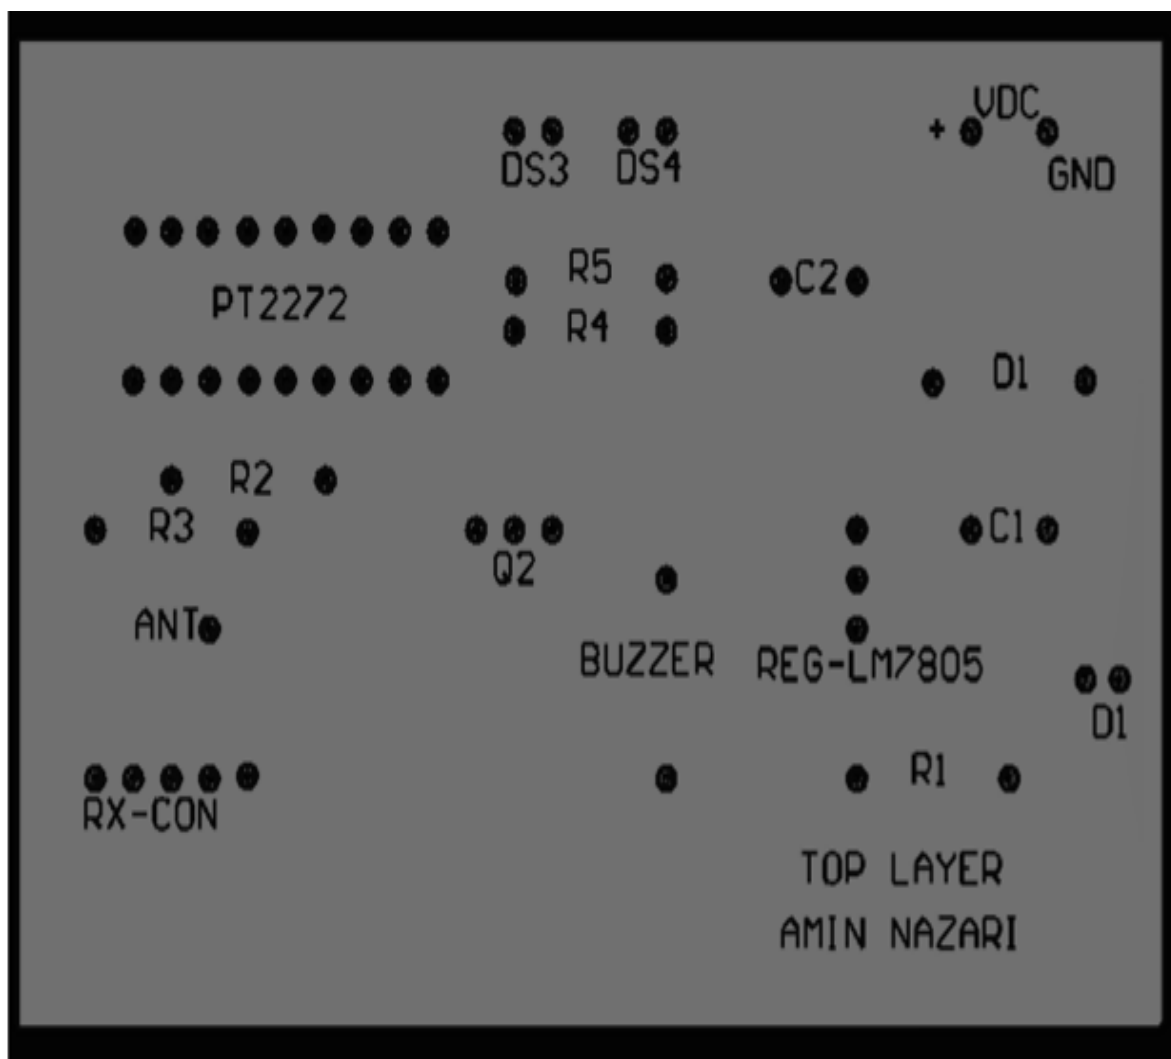 VDC
+
DS3 DS4 GND
R5 C2
PT2272
R4
D1
R2
R3 C1
Q2
ANT
BUZZER REG-LM7805
D1
R1
RX-CON
TOP LAYER
AMIN NAZARI